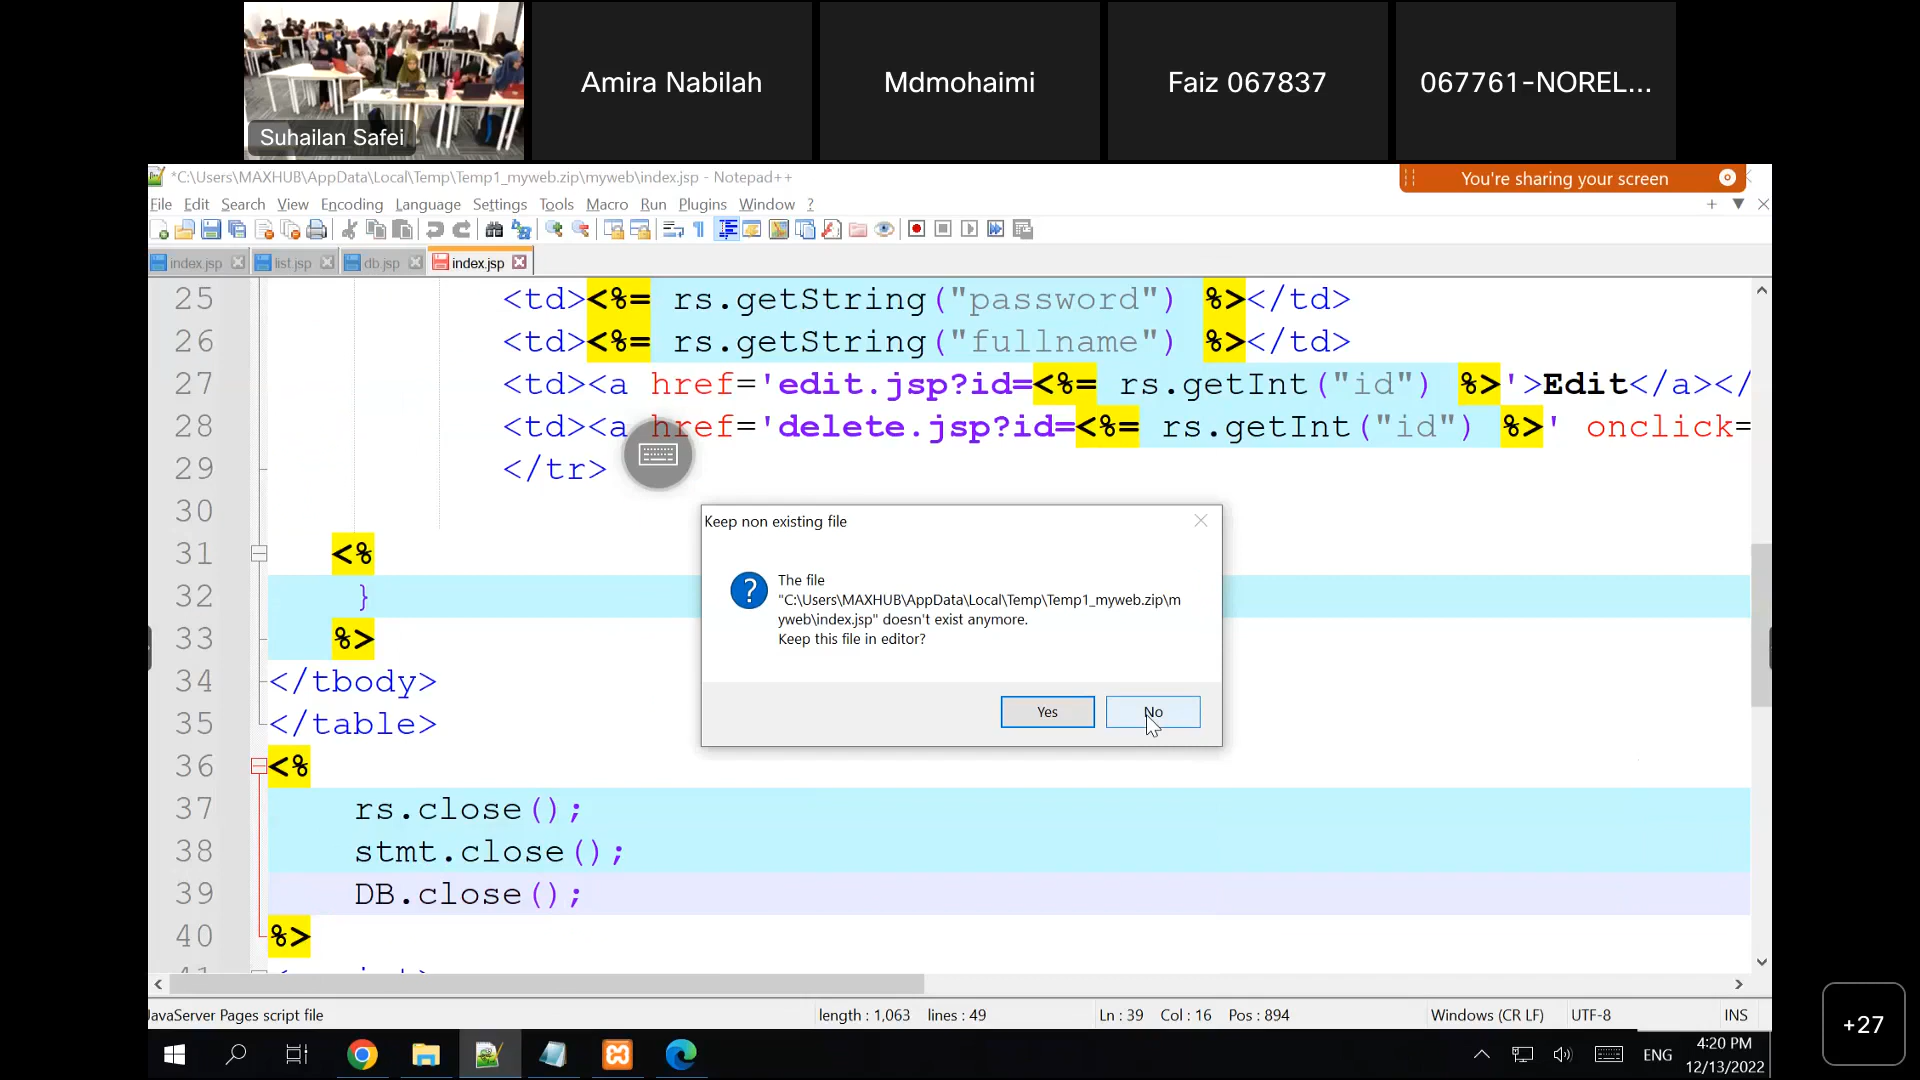 Suhailan Safei
Amira Nabilah
Mdmohaimi
Faiz 067837
067761-NOREL...
*C:\Users\MAXHUB\AppData\Local\Temp\Temp1_myweb.zip\myweb\index.jsp - Notepad++
You're sharing your screen
File Edit Search View Encoding Language Settings Tools Macro Run Plugins Window ?
index.jsp list.jsp db.jsp index.jsp
25 <td><%= rs.getString("password") %></td>
26 <td><%= rs.getString("fullname") %></td>
27 <td><a href='edit.jsp?id=<%= rs.getInt("id") %>'>Edit</a></
28 <td><a href='delete.jsp?id=<%= rs.getInt("id") %>' onclick=
29 </tr>
30
31 <%
32 }
33 %>
34 </tbody>
35 </table>
36 <%
37 rs.close();
38 stmt.close();
39 DB.close();
40 %>
Keep non existing file
The file
"C:\Users\MAXHUB\AppData\Local\Temp\Temp1_myweb.zip\m
yweb\index.jsp" doesn't exist anymore.
Keep this file in editor?
Yes No
JavaServer Pages script file length : 1,063 lines : 49 Ln : 39 Col : 16 Pos : 894 Windows (CR LF) UTF-8 INS
ENG
4:20 PM
12/13/2022
+27